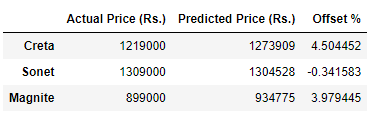 Actual Price (Rs.) Predicted Price (Rs.) Offset %
Creta 1219000 1273909 4.504452
Sonet 1309000 1304528 -0.341583
Magnite 899000 934775 3.979445